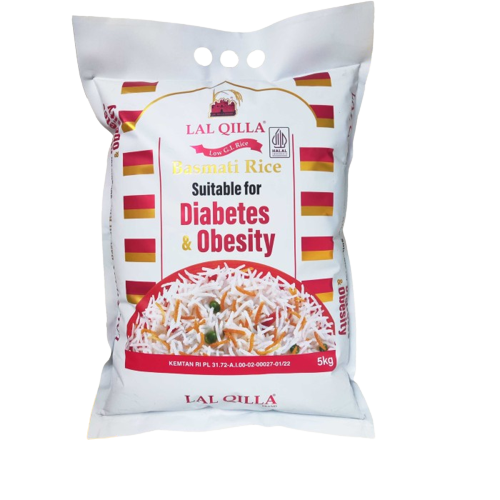 LAL QILLA®
Low G.I. Rice
HALAL
Basmati Rice
Suitable for
Diabetes
& Obesity
KEMTAN RI PL 31.72-A.I.00-02-00027-01/22
5kg
& Obesity
LAL QILLA